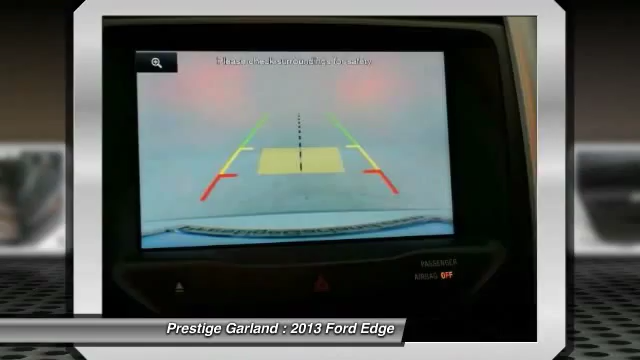 Please check surroundings for safety
PASSENGER
AIRBAG OFF
Prestige Garland : 2013 Ford Edge